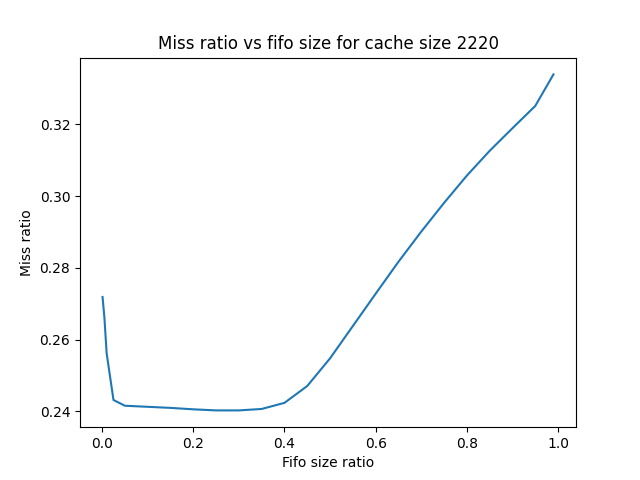 Miss ratio vs fifo size for cache size 2220
Miss ratio
0.32
0.30
0.28
0.26
0.24
0.0 0.2 0.4 0.6 0.8 1.0
Fifo size ratio